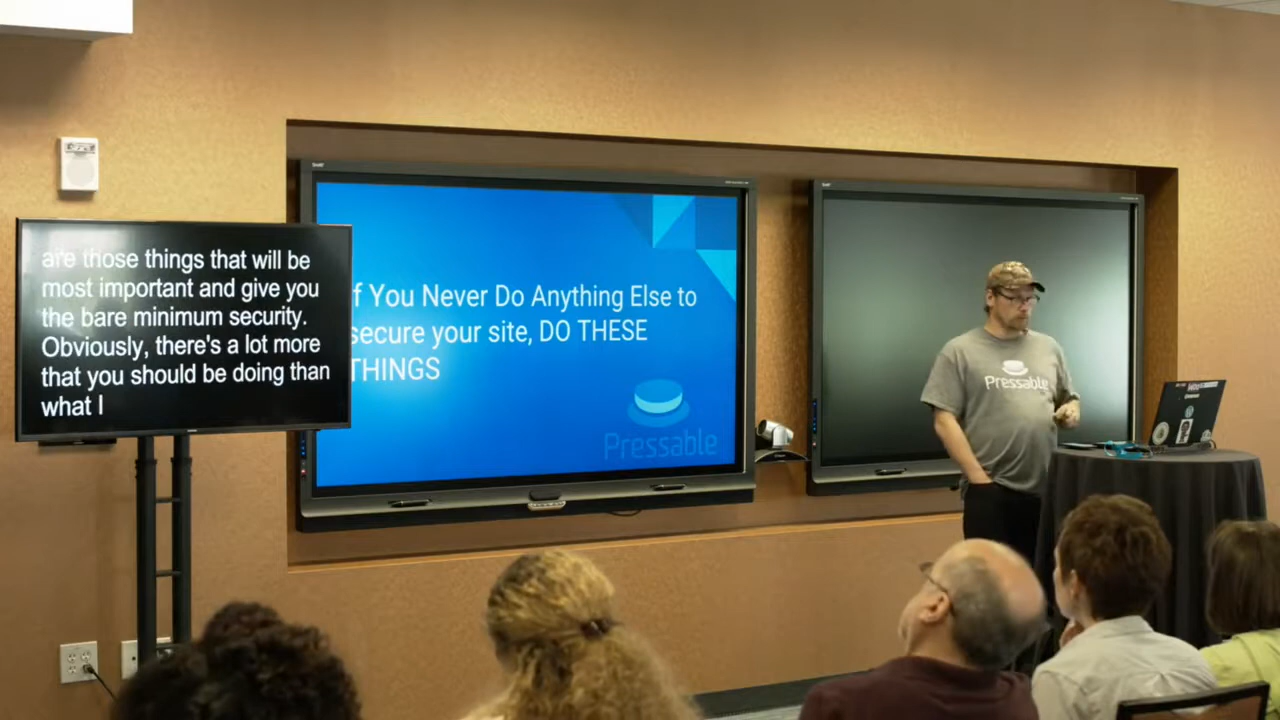 are those things that will be
most important and give you
the bare minimum security.
Obviously, there's a lot more
that you should be doing than
what I
f You Never Do Anything Else to
secure your site, DO THESE
THINGS
Pressable
Pressable